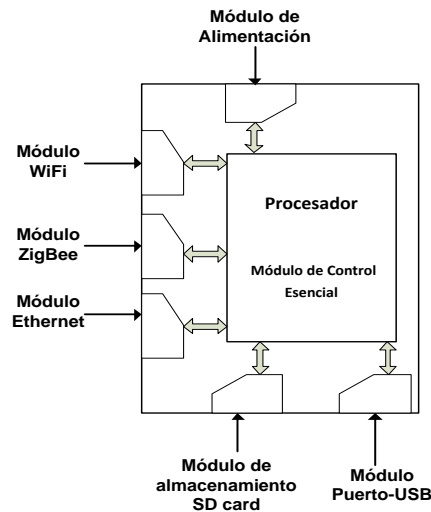 Módulo de
Alimentación
Módulo
WiFi
Procesador
Módulo
ZigBee
Módulo de Control
Esencial
Módulo
Ethernet
Módulo de
almacenamiento
SD card
Módulo
Puerto-USB